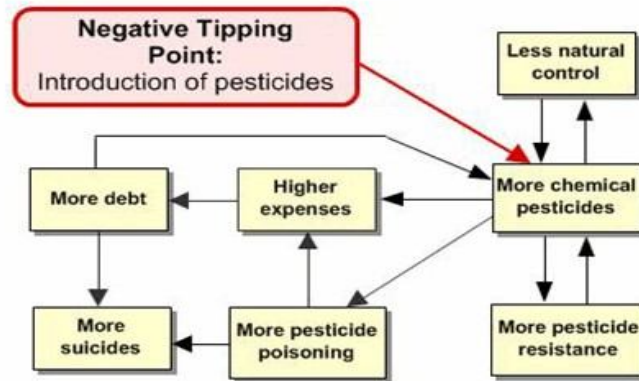 Negative Tipping
Point:
Introduction of pesticides
Less natural
control
More debt
Higher
expenses
More chemical
pesticides
More
suicides
More pesticide
poisoning
More pesticide
resistance